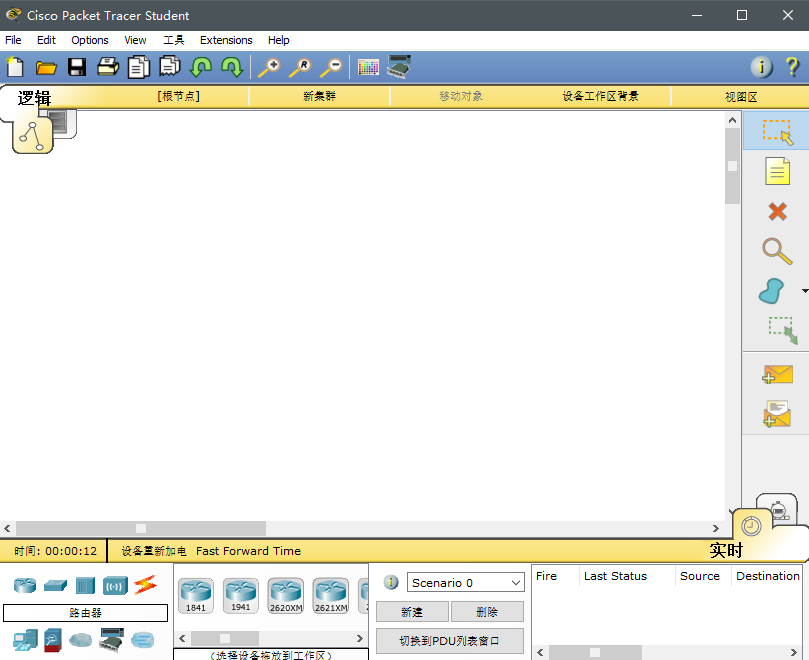 Cisco Packet Tracer Student
File Edit Options View 工具 Extensions Help
逻辑 [根节点] 新集群 移动对象 设备工作区背景 视图区
时间: 00:00:12 设备重新加电 Fast Forward Time 实时
路由器
1841 1941 2620XM 2621XM
(选择设备拖放到工作区)
Scenario 0
新建 删除
切换到PDU列表窗口
Fire Last Status Source Destination